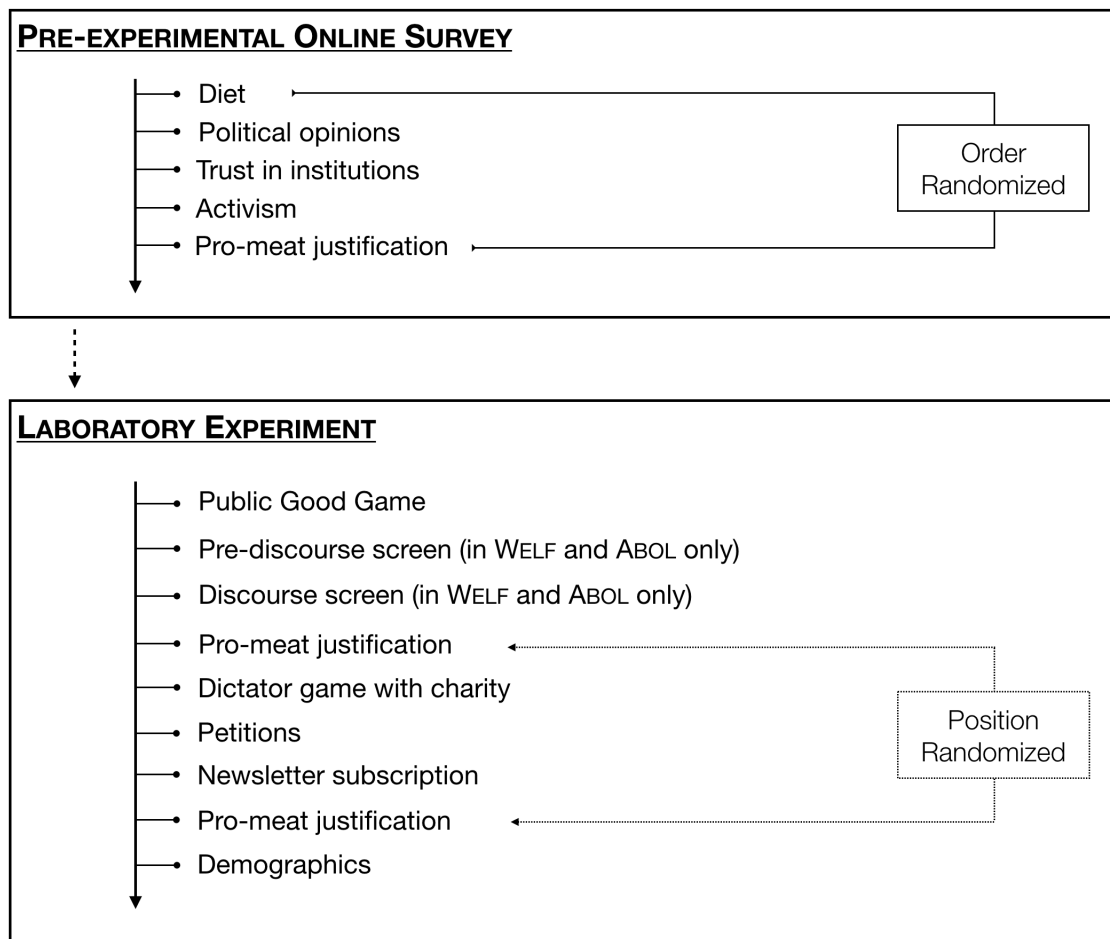 PRE-EXPERIMENTAL ONLINE SURVEY
Diet
Political opinions
Trust in institutions
Activism
Pro-meat justification
Order
Randomized
LABORATORY EXPERIMENT
Public Good Game
Pre-discourse screen (in WELF and ABOL only)
Discourse screen (in WELF and ABOL only)
Pro-meat justification
Dictator game with charity
Petitions
Newsletter subscription
Pro-meat justification
Demographics
Position
Randomized